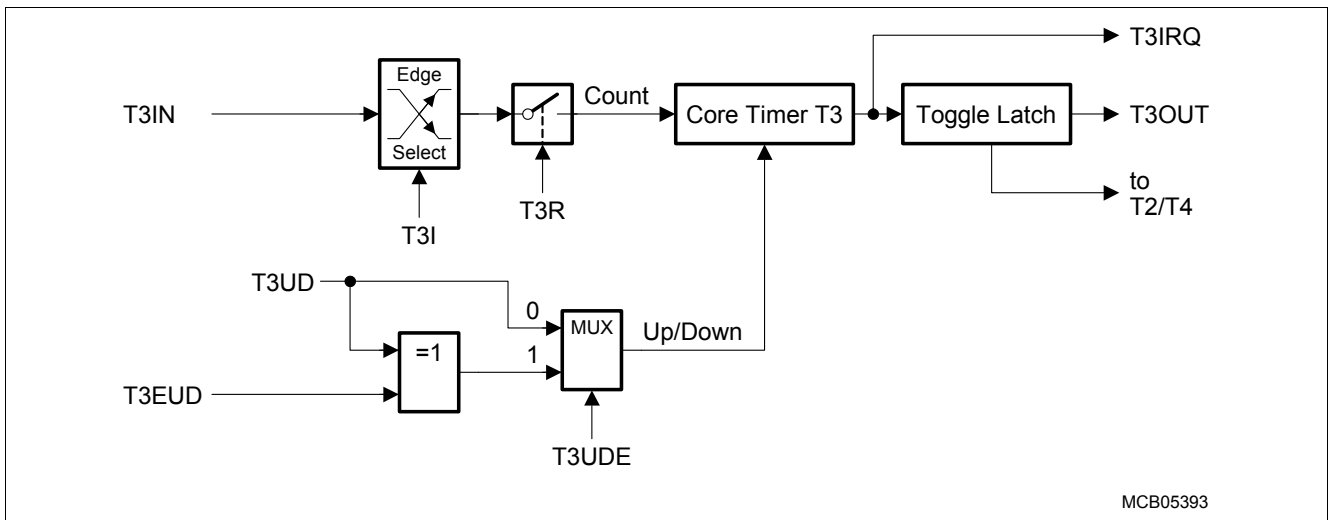 T3IRQ
Edge
Select
T3IN
Count
Core Timer T3
Toggle Latch
T3OUT
T3R
T3I
to
T2/T4
T3UD
0
MUX
Up/Down
=1
1
T3EUD
T3UDE
MCB05393